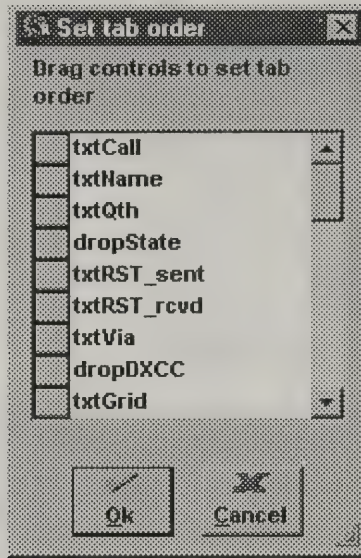 Set tab order
Drag controls to set tab
order
txtCall
txtName
txtQth
dropState
txtRST_sent
txtRST_rcvd
txtVia
dropDXCC
txtGrid
Ok
Cancel